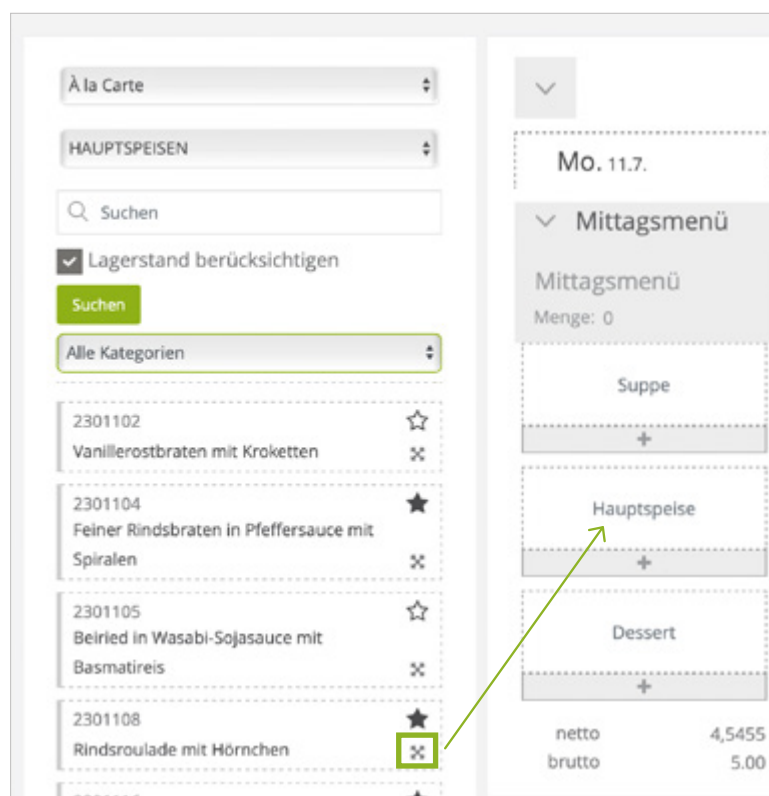 À la Carte
HAUPTSPEISEN
Suchen
Lagerstand berücksichtigen
Suchen
Alle Kategorien
2301102
Vanillerostbraten mit Kroketten
2301104
Feiner Rindsbraten in Pfeffersauce mit
Spiralen
2301105
Beiried in Wasabi-Sojasauce mit
Basmatireis
2301108
Rindsroulade mit Hörnchen
Mo. 11.7.
Mittagsmenü
Mittagsmenü
Menge: 0
Suppe
+
Hauptspeise
+
Dessert
+
netto 4,5455
brutto 5.00